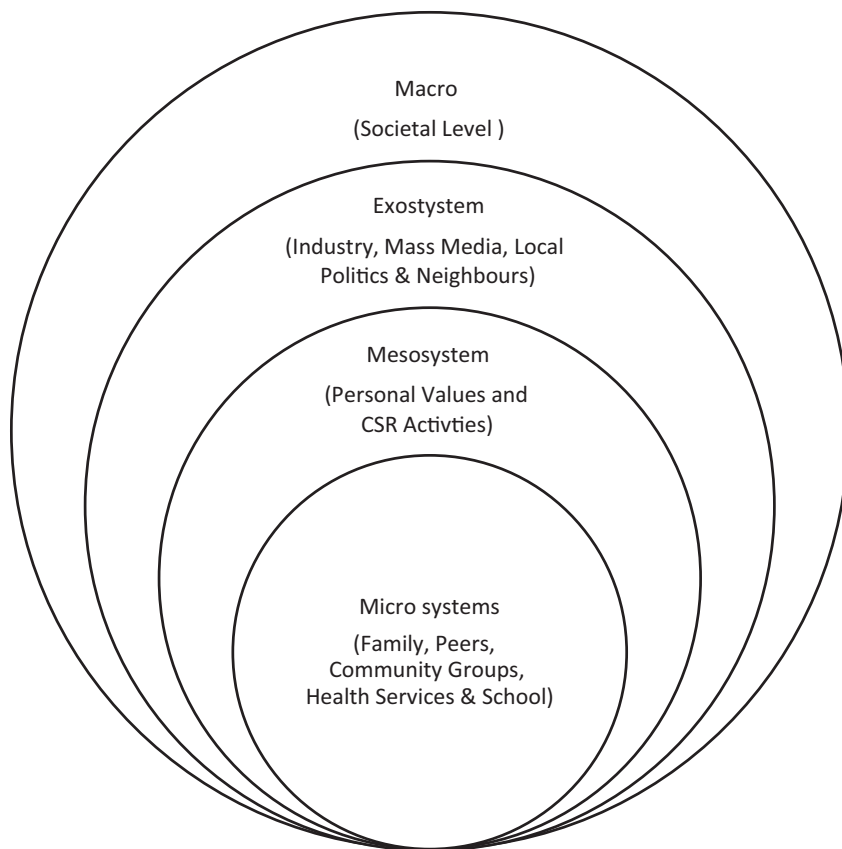 Macro
(Societal Level )
Exostystem
(Industry, Mass Media, Local
Politics & Neighbours)
Mesosystem
(Personal Values and
CSR Activties)
Micro systems
(Family, Peers,
Community Groups,
Health Services & School)